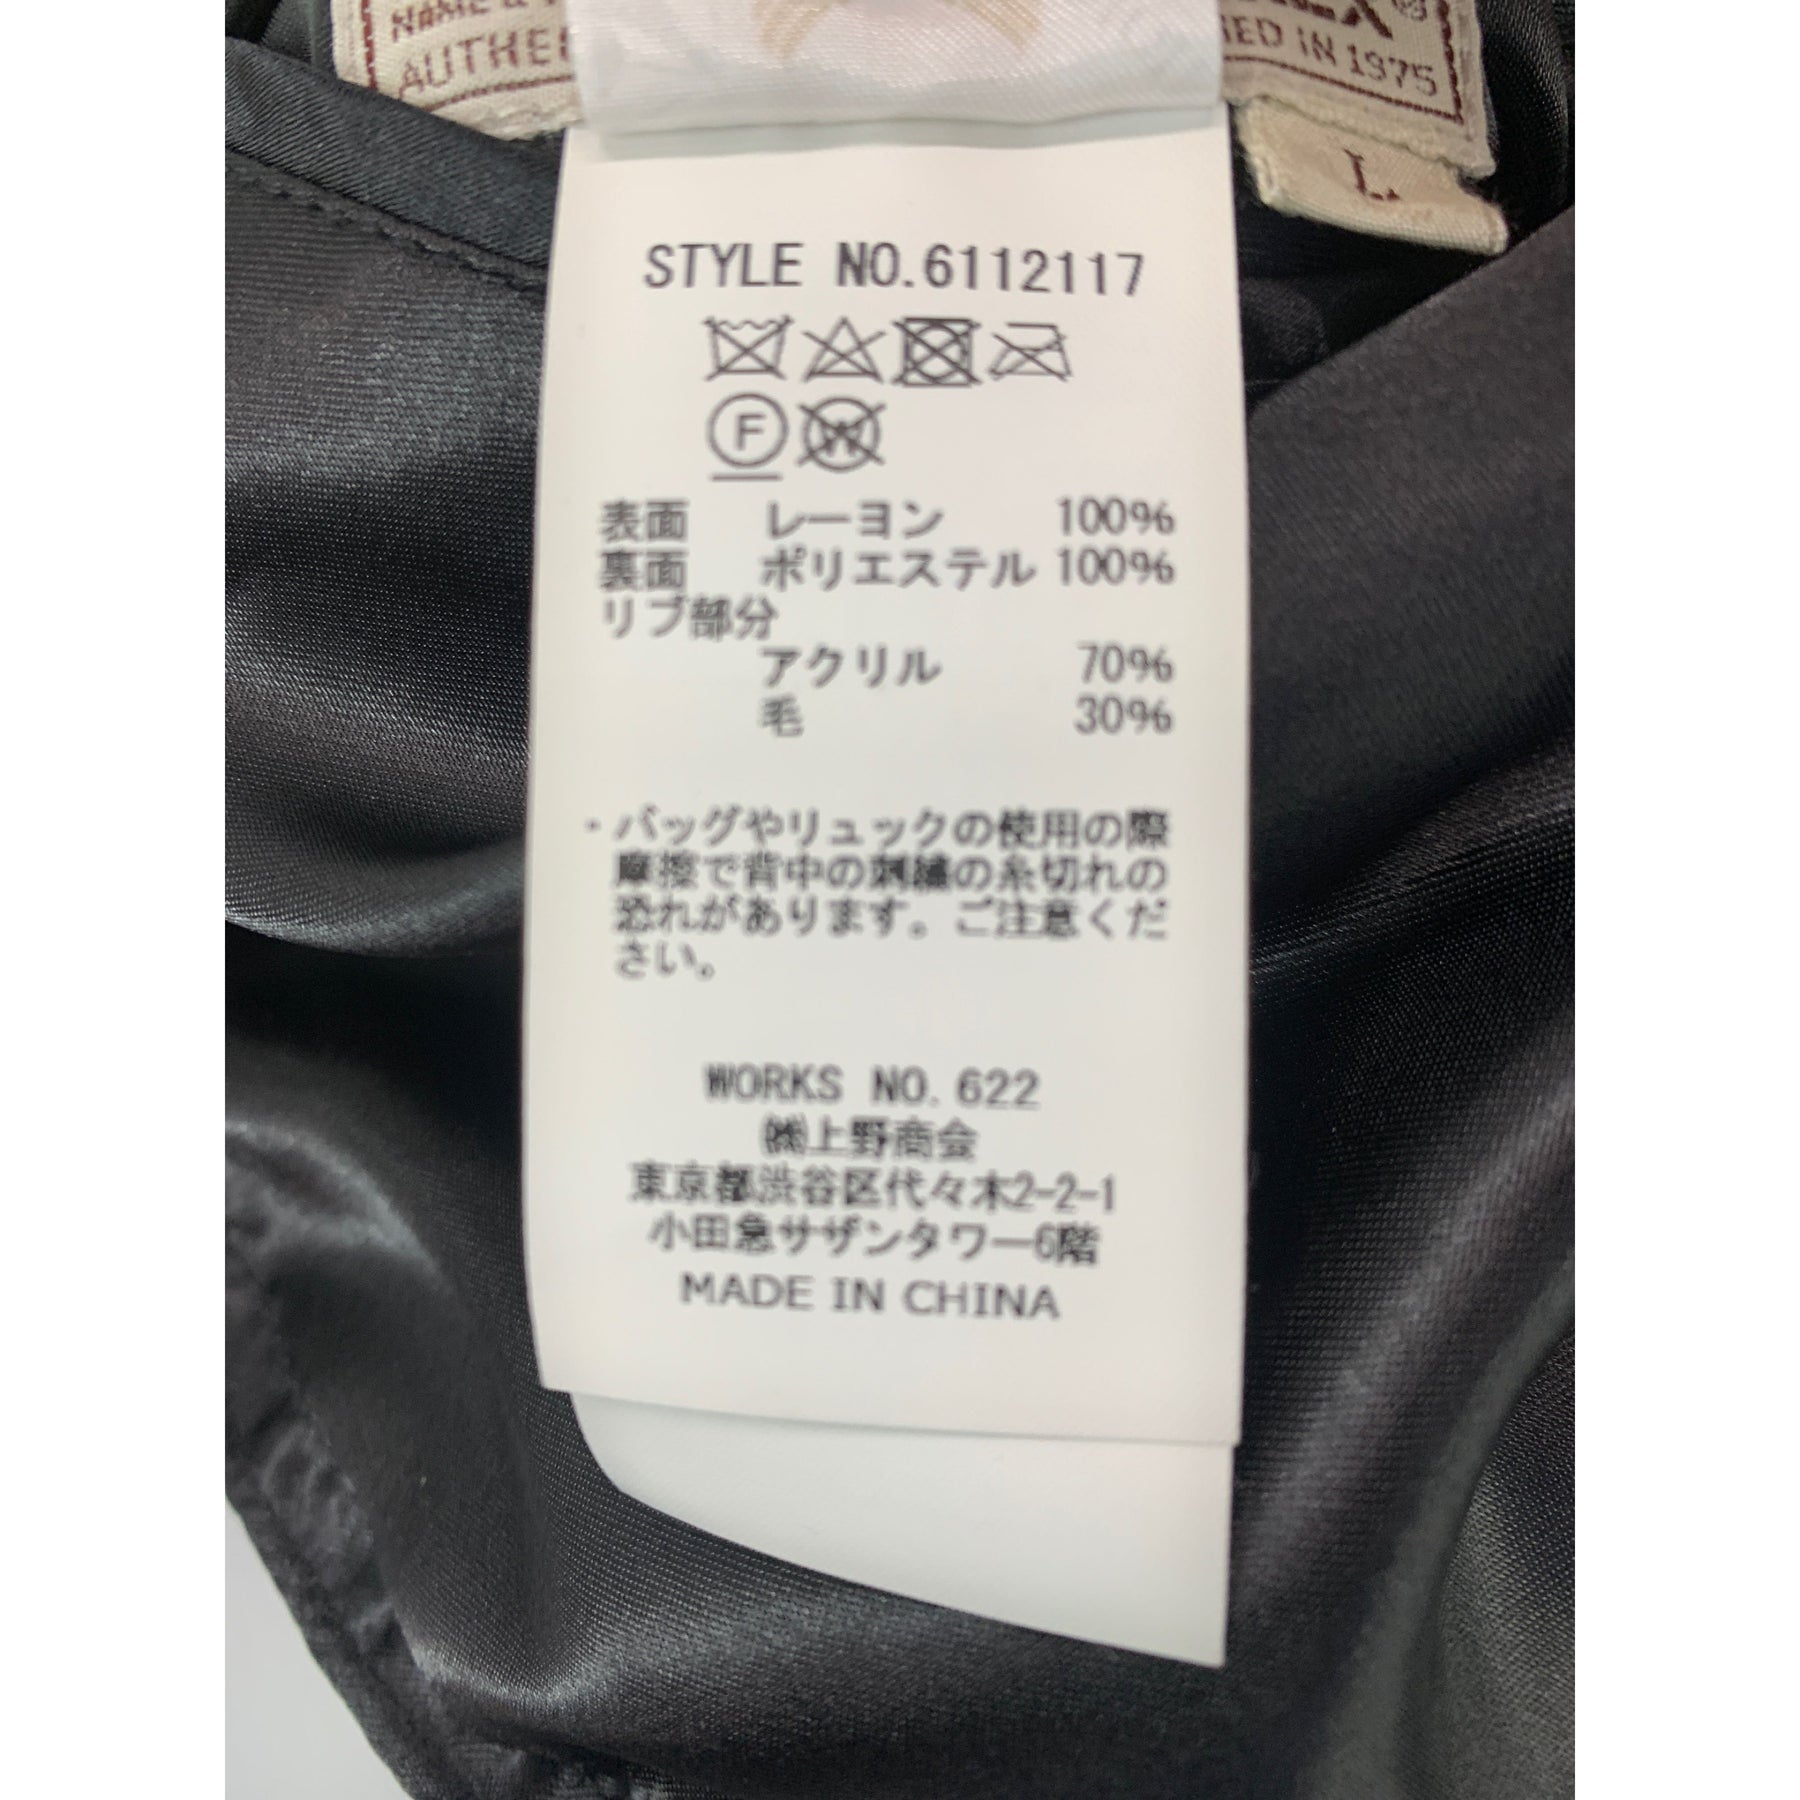 NAME &
AUTHE
IN 1975
L.
STYLE NO.6112117
F
W
表面 レーヨン 100%
裏面 ポリエステル 100%
リブ部分
アクリル 70%
毛 30%
・バッグやリュックの使用の際
摩擦で背中の刺繍の糸切れの
恐れがあります。ご注意くだ
さい。
WORKS NO.622
㈱上野商会
東京都渋谷区代々木2-2-1
小田急サザンタワー6階
MADE IN CHINA